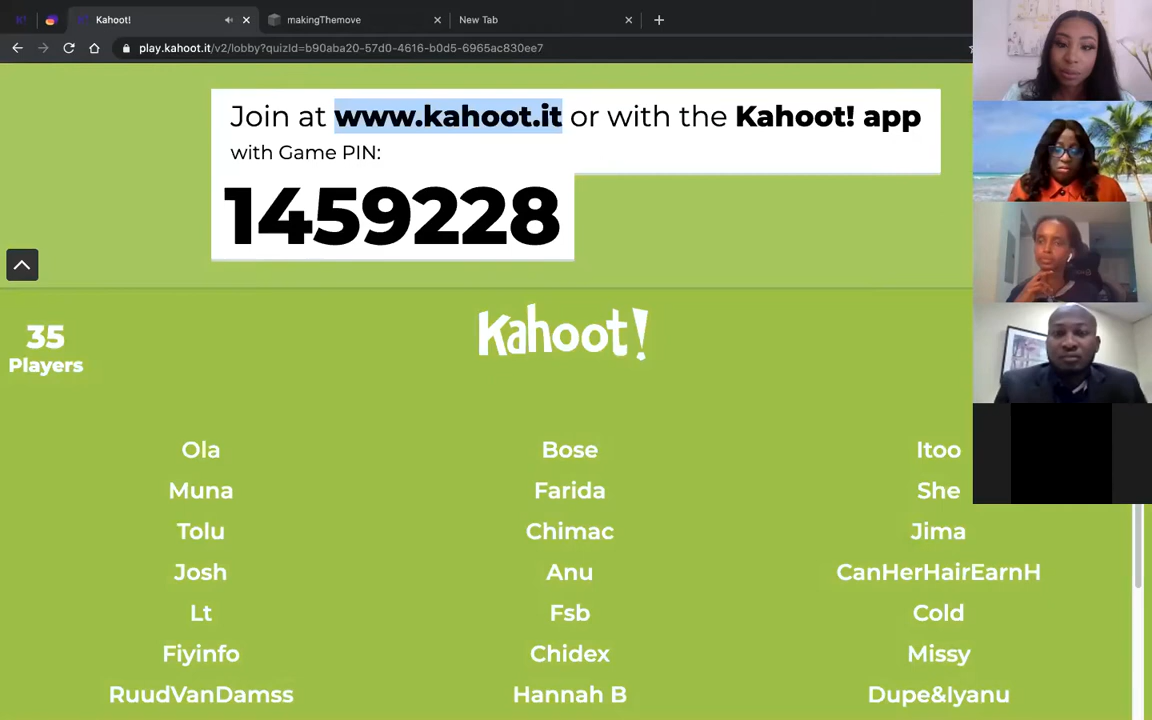 Kahoot!
makingThemove
New Tab
play.kahoot.it/v2/lobby?quizId=b90aba20-57d0-4616-b0d5-6965ac830ee7
Join at www.kahoot.it or with the Kahoot! app
with Game PIN:
1459228
35
Players
Kahoot!
Ola Bose Itoo
Muna Farida She
Tolu Chimac Jima
Josh Anu CanHerHairEarnH
Lt Fsb Cold
Fiyinfo Chidex Missy
RuudVanDamss Hannah B Dupe&Iyanu